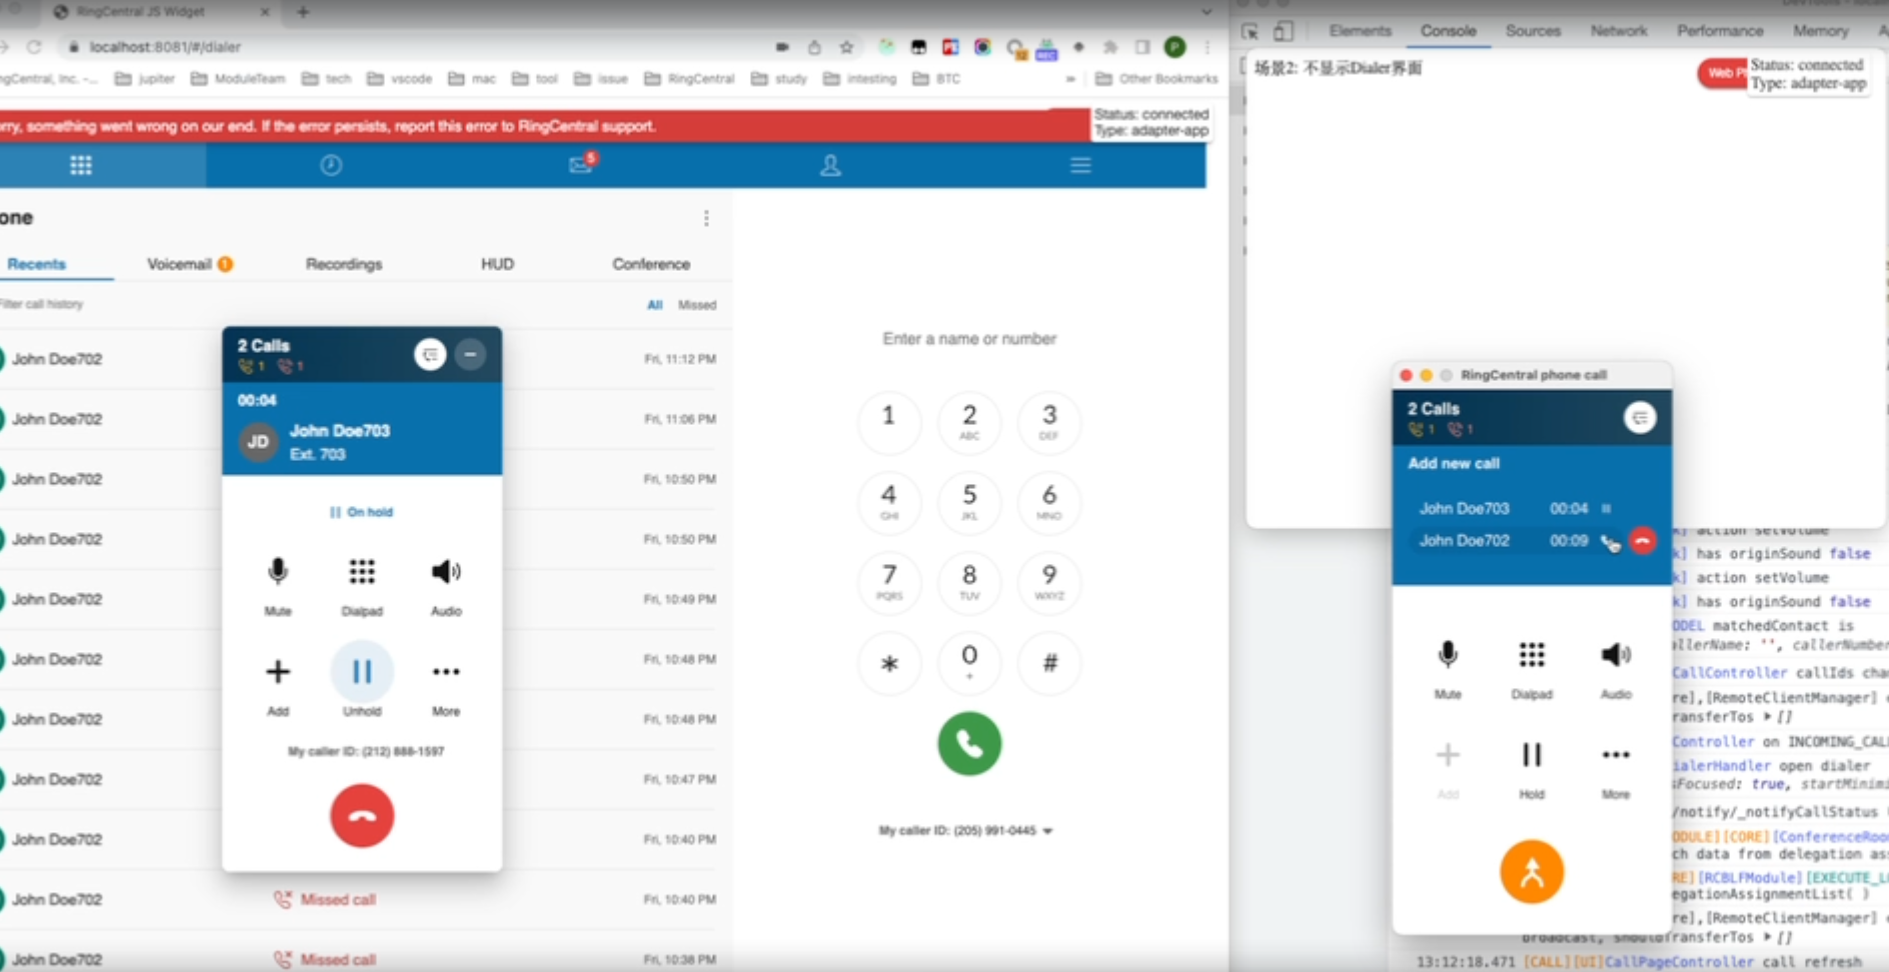 RingCentral JS Widget
localhost:8081/#/dialer
ngCentral, Inc. -... jupiter ModuleTeam tech vscode mac tool issue RingCentral study intesting BTC » Other Bookmarks
rry, something went wrong on our end. If the error persists, report this error to RingCentral support.
Status: connected
Type: adapter-app
5
one
Recents Voicemail 1 Recordings HUD Conference
Filter call history All Missed
John Doe702 Fri, 11:12 PM
John Doe702 Fri, 11:06 PM
John Doe702 Fri, 10:50 PM
John Doe702 Fri, 10:50 PM
John Doe702 Fri, 10:49 PM
John Doe702 Fri, 10:48 PM
John Doe702 Fri, 10:48 PM
John Doe702 Fri, 10:47 PM
John Doe702 Fri, 10:40 PM
John Doe702 Missed call Fri, 10:40 PM
John Doe702 Missed call Fri, 10:38 PM
2 Calls
1 1
00:04
JD John Doe703
Ext. 703
On hold
Mute Dialpad Audio
Add Unhold More
My caller ID: (212) 888-1597
Enter a name or number
1 2 3
ABC DEF
4 5 6
GHI JKL MNO
7 8 9
PQRS TUV WXYZ
* 0 #
+
My caller ID: (205) 991-0445
Elements Console Sources Network Performance Memory
场景2: 不显示Dialer界面
Web P
Status: connected
Type: adapter-app
RingCentral phone call
2 Calls
1 1
Add new call
John Doe703 00:04
John Doe702 00:09
Mute Dialpad Audio
Add Hold More
k] action setVolume
k] has originSound false
k] action setVolume
k] has originSound false
ODEL matchedContact is
allerName: '', callerNumber
CallController callIds cha
re],[RemoteClientManager]
ransferTos ▸ []
Controller on INCOMING_CAL
ialerHandler open dialer
sFocused: true, startMinimi
/notify/_notifyCallStatus
ODULE][CORE][ConferenceRoo
ch data from delegation as
RE][RCBLFModule][EXECUTE_L
egationAssignmentList( )
re],[RemoteClientManager]
broadcast, shouldTransferTos ▸ []
13:12:18.471 [CALL][UI]CallPageController call refresh